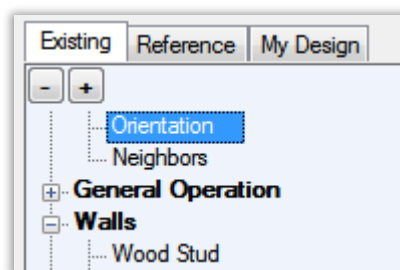 Existing Reference My Design
- +
Orientation
Neighbors
General Operation
Walls
Wood Stud